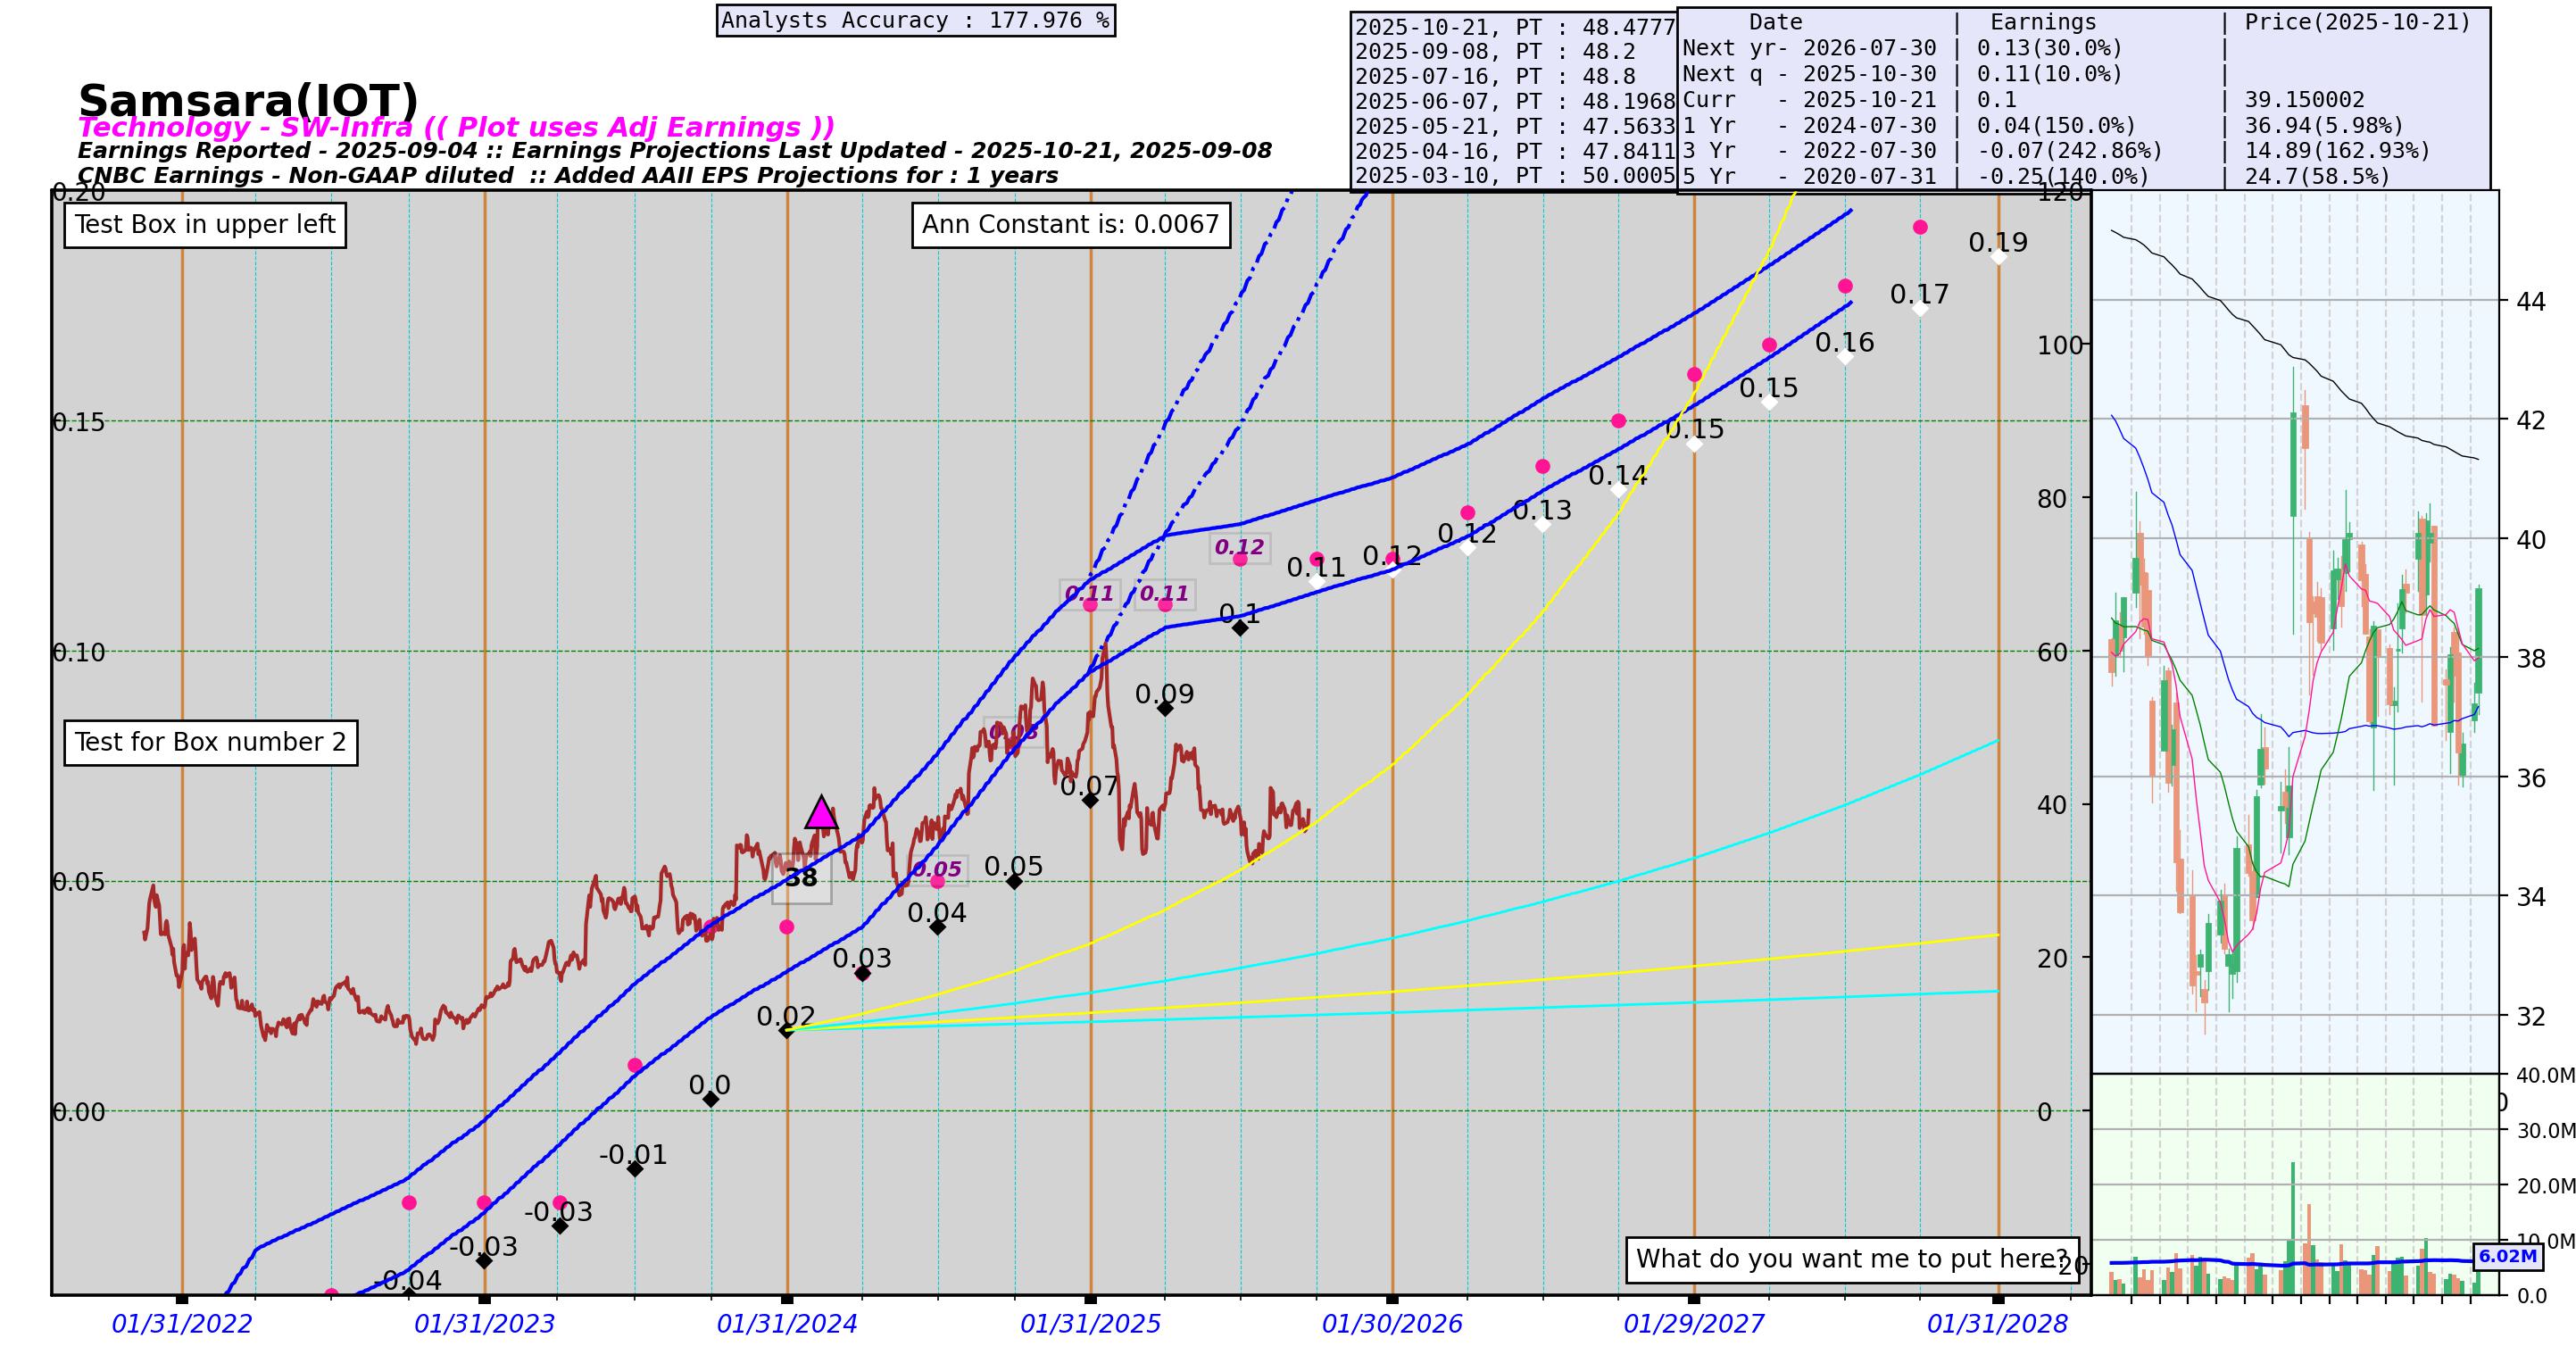 Analysts Accuracy : 177.976 %
2025-10-21, PT : 48.4777
2025-09-08, PT : 48.2
2025-07-16, PT : 48.8
2025-06-07, PT : 48.1968
2025-05-21, PT : 47.5633
2025-04-16, PT : 47.8411
2025-03-10, PT : 50.0005
Date | Earnings | Price(2025-10-21)
Next yr- 2026-07-30 | 0.13(30.0%) |
Next q - 2025-10-30 | 0.11(10.0%) |
Curr - 2025-10-21 | 0.1 | 39.150002
1 Yr - 2024-07-30 | 0.04(150.0%) | 36.94(5.98%)
3 Yr - 2022-07-30 | -0.07(242.86%) | 14.89(162.93%)
5 Yr - 2020-07-31 | -0.25(140.0%) | 24.7(58.5%)
Samsara(IOT)
Technology - SW-Infra (( Plot uses Adj Earnings ))
Earnings Reported - 2025-09-04 :: Earnings Projections Last Updated - 2025-10-21, 2025-09-08
CNBC Earnings - Non-GAAP diluted :: Added AAII EPS Projections for : 1 years
0.20
0.15
0.10
0.05
0.00
Test Box in upper left
Ann Constant is: 0.0067
Test for Box number 2
What do you want me to put here?
38
-0.04
-0.03
-0.03
-0.01
0.0
0.02
0.03
0.04
0.05
0.07
0.09
0.1
0.11
0.12
0.12
0.13
0.14
0.15
0.15
0.16
0.17
0.19
0.05
0.08
0.11
0.11
0.12
120
100
80
60
40
20
0
-20
44
42
40
38
36
34
32
40.0M
0
30.0M
20.0M
10.0M
6.02M
0.0
01/31/2022
01/31/2023
01/31/2024
01/31/2025
01/30/2026
01/29/2027
01/31/2028